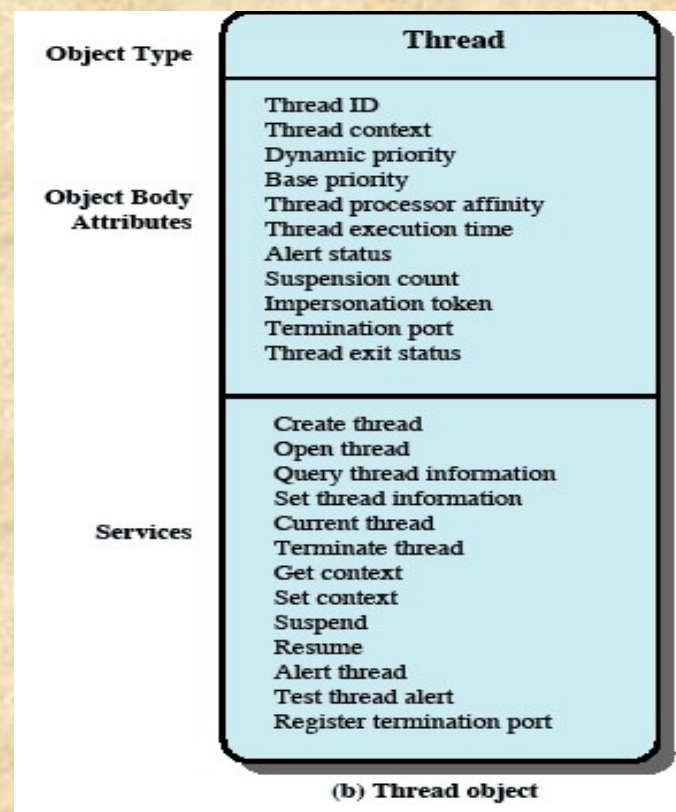 Object Type
Thread
Object Body
Attributes
Thread ID
Thread context
Dynamic priority
Base priority
Thread processor affinity
Thread execution time
Alert status
Suspension count
Impersonation token
Termination port
Thread exit status
Services
Create thread
Open thread
Query thread information
Set thread information
Current thread
Terminate thread
Get context
Set context
Suspend
Resume
Alert thread
Test thread alert
Register termination port
(b) Thread object